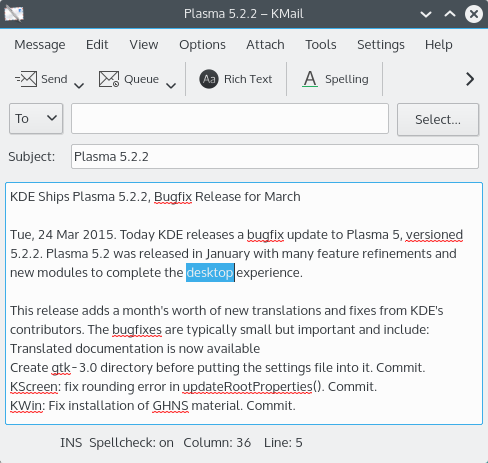 Plasma 5.2.2 – KMail
Message Edit View Options Attach Tools Settings Help
Send Queue Aa Rich Text A Spelling
To Select...
Subject: Plasma 5.2.2
KDE Ships Plasma 5.2.2, Bugfix Release for March
Tue, 24 Mar 2015. Today KDE releases a bugfix update to Plasma 5, versioned
5.2.2. Plasma 5.2 was released in January with many feature refinements and
new modules to complete the desktop experience.
This release adds a month's worth of new translations and fixes from KDE's
contributors. The bugfixes are typically small but important and include:
Translated documentation is now available
Create gtk-3.0 directory before putting the settings file into it. Commit.
KScreen: fix rounding error in updateRootProperties(). Commit.
KWin: Fix installation of GHNS material. Commit.
INS Spellcheck: on Column: 36 Line: 5